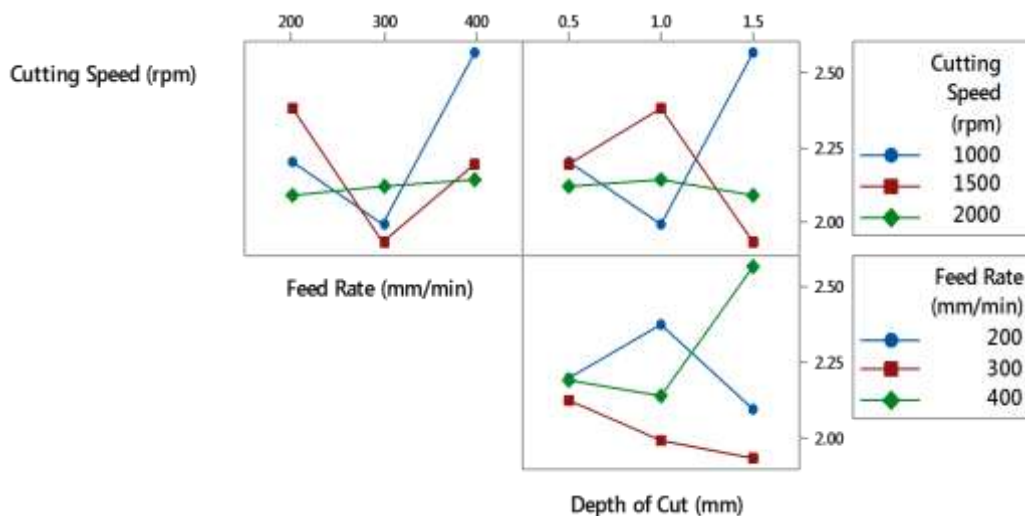 200 300 400 0.5 1.0 1.5
Cutting Speed (rpm)
2.50
2.25
2.00
Cutting
Speed
(rpm)
1000
1500
2000
Feed Rate (mm/min)
2.50
2.25
2.00
Feed Rate
(mm/min)
200
300
400
Depth of Cut (mm)